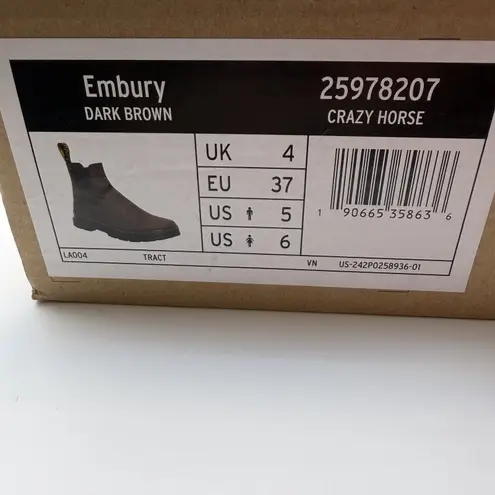 Embury 25978207
DARK BROWN CRAZY HORSE
UK 4
EU 37
US 5
US 6
1 90665 35863 6
LA004 TRACT VN US-242P0258936-01